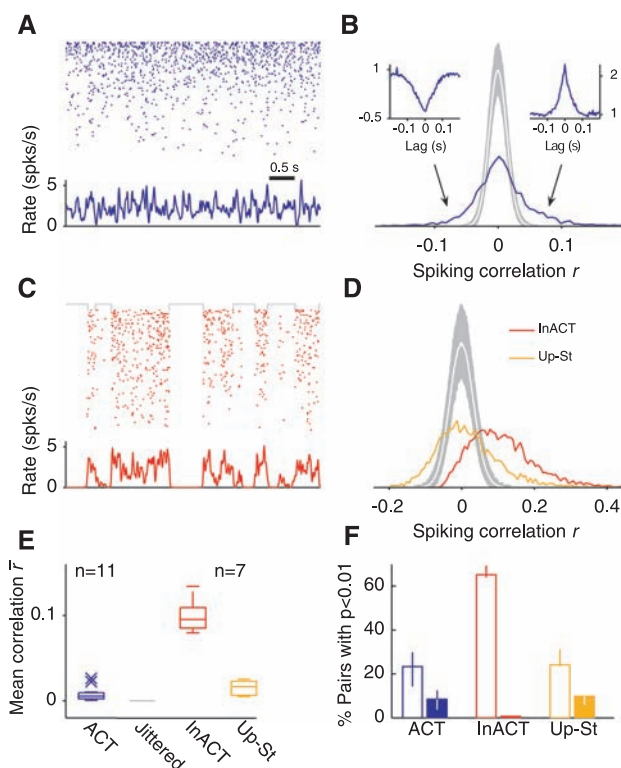 A
Rate (spks/s)
5
0
0.5 s
B
1
-0.5
-0.1 0 0.1
Lag (s)
2
1
-0.1 0 0.1
Lag (s)
-0.1 0 0.1
Spiking correlation r
C
Rate (spks/s)
5
0
D
InACT
Up-St
-0.2 0 0.2 0.4
Spiking correlation r
E
Mean correlation r̅
n=11 n=7
0.1
0
ACT Jittered InACT Up-St
F
% Pairs with p<0.01
60
40
20
0
ACT InACT Up-St